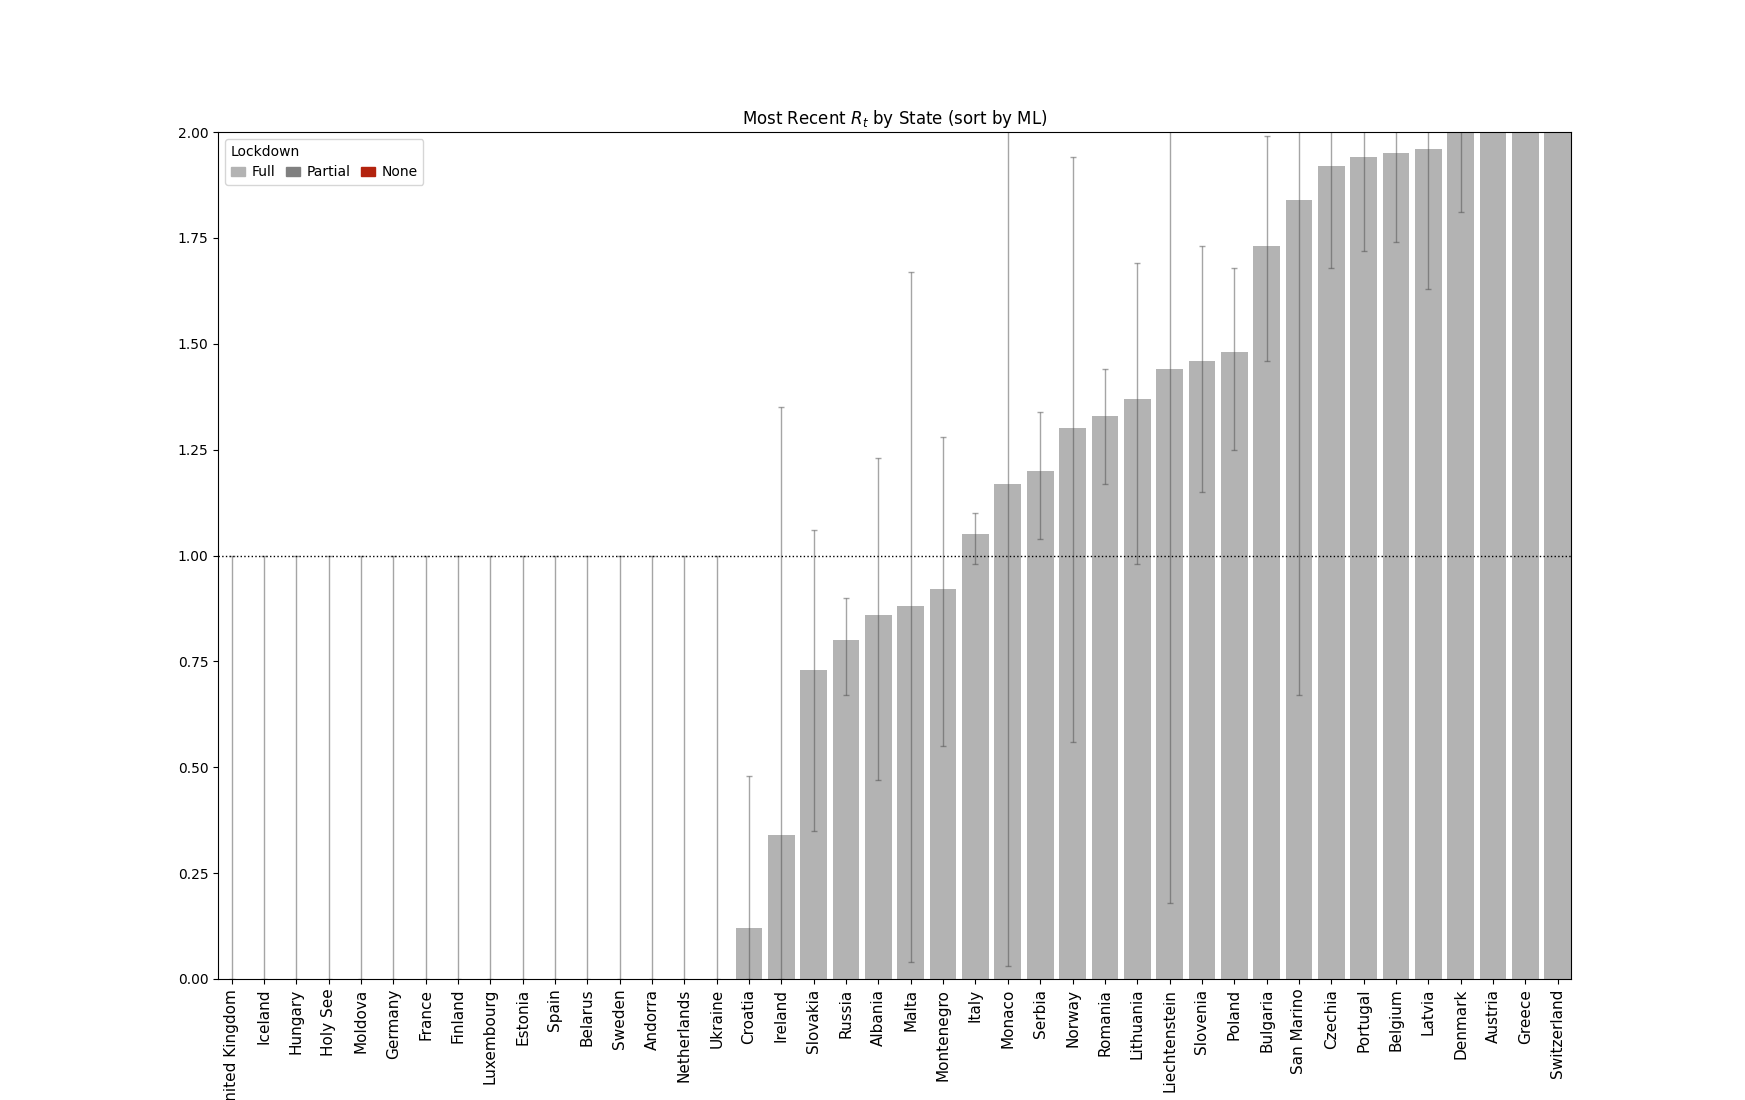 Most Recent R_t by State (sort by ML)
2.00
Lockdown
Full Partial None
1.75
1.50
1.25
1.00
0.75
0.50
0.25
0.00
nited Kingdom
Iceland
Hungary
Holy See
Moldova
Germany
France
Finland
Luxembourg
Estonia
Spain
Belarus
Sweden
Andorra
Netherlands
Ukraine
Croatia
Ireland
Slovakia
Russia
Albania
Malta
Montenegro
Italy
Monaco
Serbia
Norway
Romania
Lithuania
Liechtenstein
Slovenia
Poland
Bulgaria
San Marino
Czechia
Portugal
Belgium
Latvia
Denmark
Austria
Greece
Switzerland